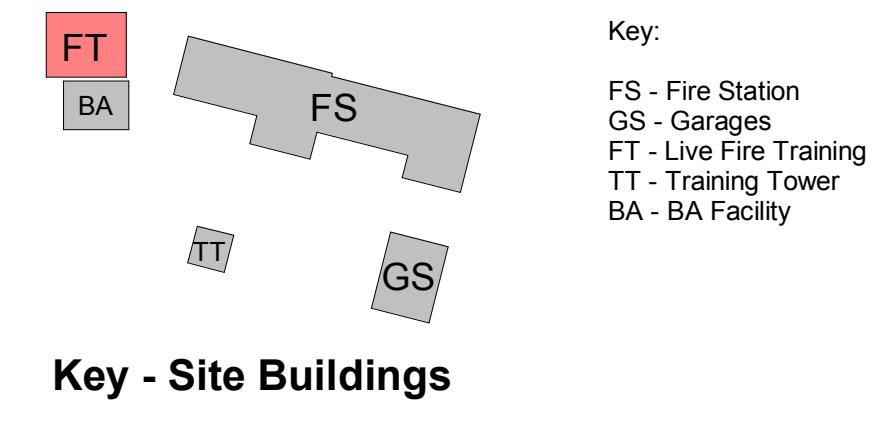 FT
BA
FS
TT
GS
Key:
FS - Fire Station
GS - Garages
FT - Live Fire Training
TT - Training Tower
BA - BA Facility
Key - Site Buildings